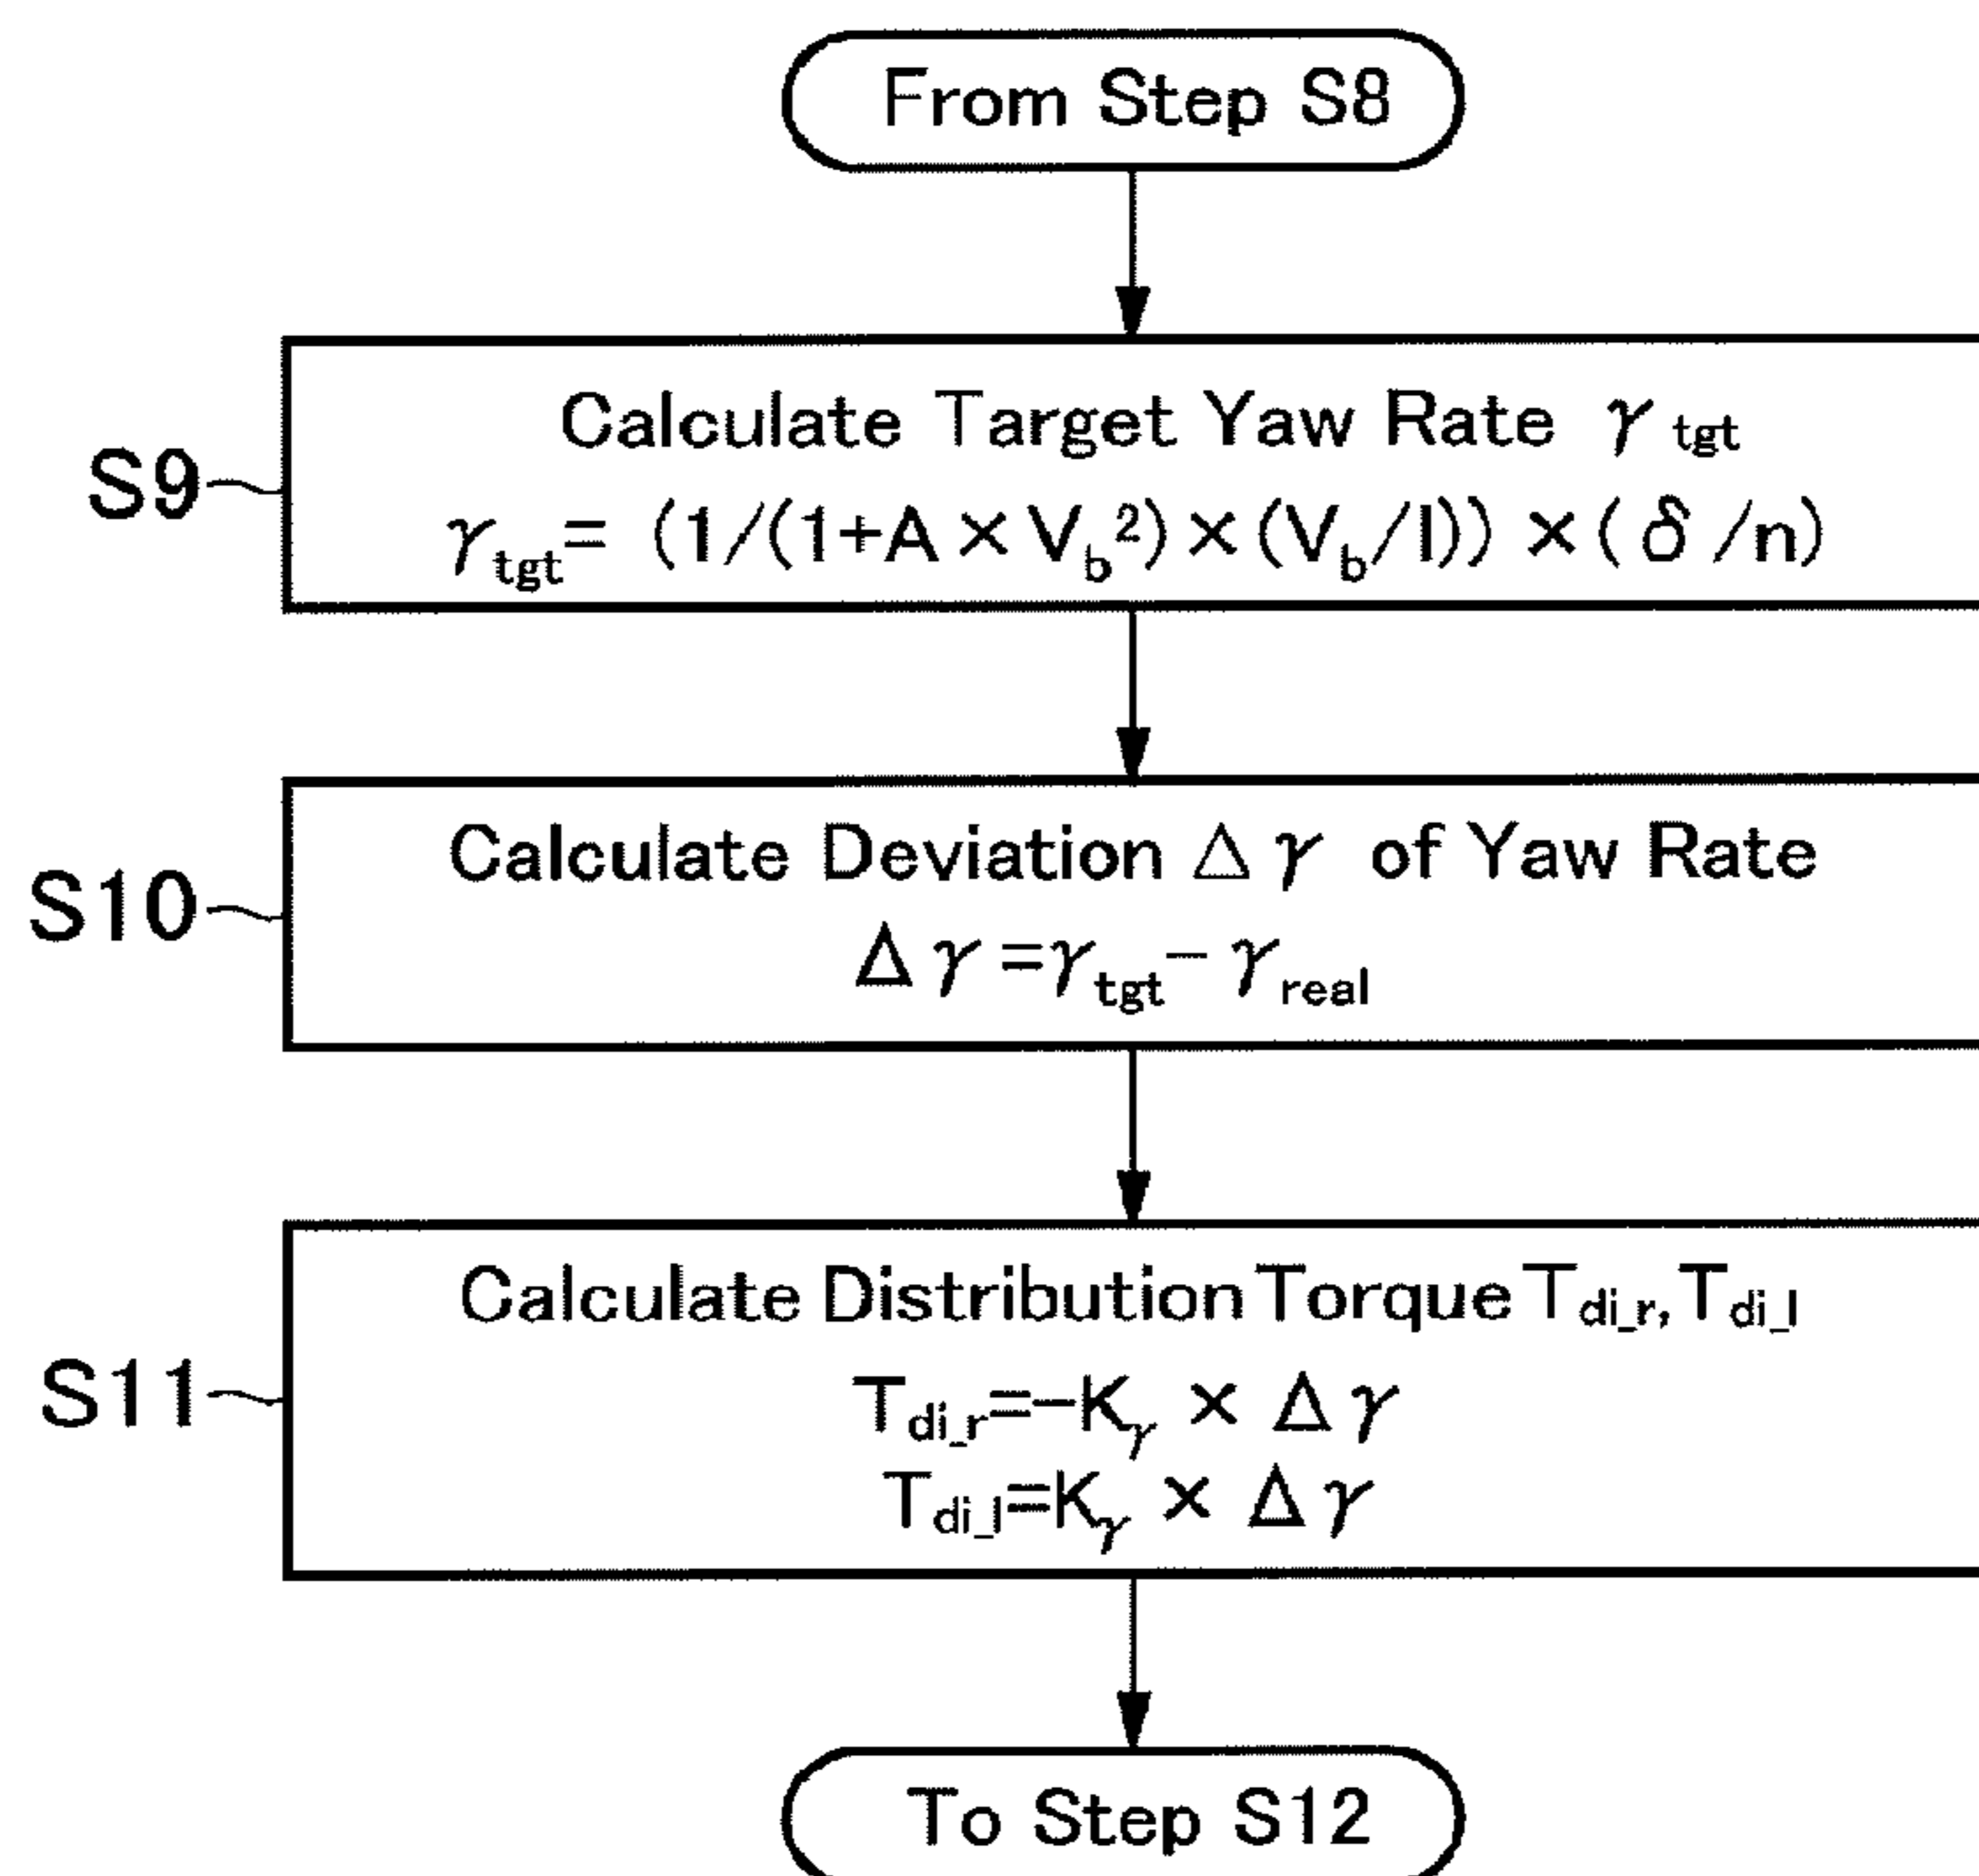 From Step S8
Calculate Target Yaw Rate γ tgt
S9
γtgt= (1/(1+A×Vb²)×(Vb/l))×(δ/n)
Calculate Deviation Δγ of Yaw Rate
S10
Δγ=γtgt-γreal
Calculate Distribution Torque Tdi_r, Tdi_l
S11
Tdi_r=-Kγ × Δγ
Tdi_l=Kγ × Δγ
To Step S12